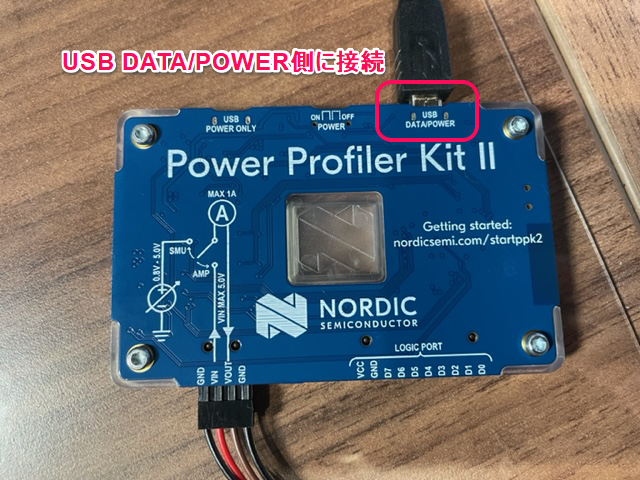 USB DATA/POWER側に接続
USB
POWER ONLY
ON OFF
POWER
USB
DATA/POWER
Power Profiler Kit II
MAX 1A
A
0.8V - 5.0V
SMU
AMP
VIN MAX 5.0V
Getting started:
nordicsemi.com/startppk2
NORDIC
SEMICONDUCTOR
LOGIC PORT
GND
VIN
VOUT
GND
VCC
GND
D7
D6
D5
D4
D3
D2
D1
D0